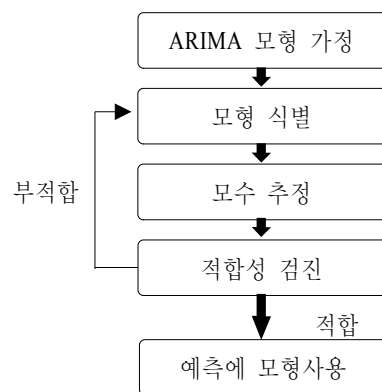 ARIMA 모형 가정
모형 식별
부적합
모수 추정
적합성 검진
적합
예측에 모형사용